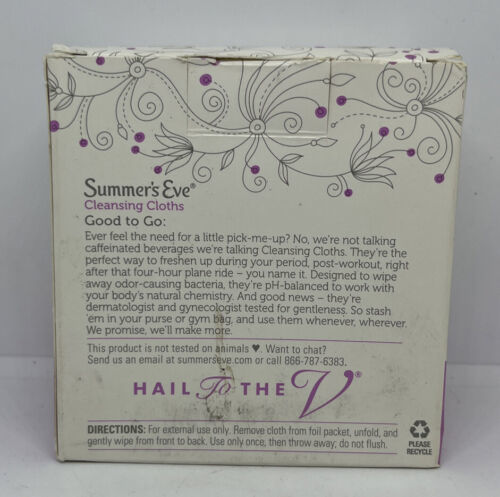 Summer's Eve®
Cleansing Cloths
Good to Go:
Ever feel the need for a little pick-me-up? No, we're not talking
caffeinated beverages we're talking Cleansing Cloths. They're the
perfect way to freshen up during your period, post-workout, right
after that four-hour plane ride – you name it. Designed to wipe
away odor-causing bacteria, they're pH-balanced to work with
your body's natural chemistry. And good news – they're
dermatologist and gynecologist tested for gentleness. So stash
'em in your purse or gym bag, and use them whenever, wherever.
We promise, we'll make more.
This product is not tested on animals ♥. Want to chat?
Send us an email at summerseve.com or call 866-787-6383.
HAIL To THE V®
DIRECTIONS: For external use only. Remove cloth from foil packet, unfold, and
gently wipe from front to back. Use only once, then throw away; do not flush.
PLEASE
RECYCLE